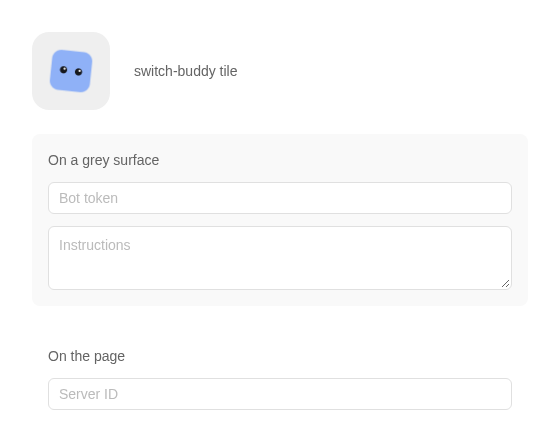 switch-buddy tile
On a grey surface
Bot token
Instructions
On the page
Server ID